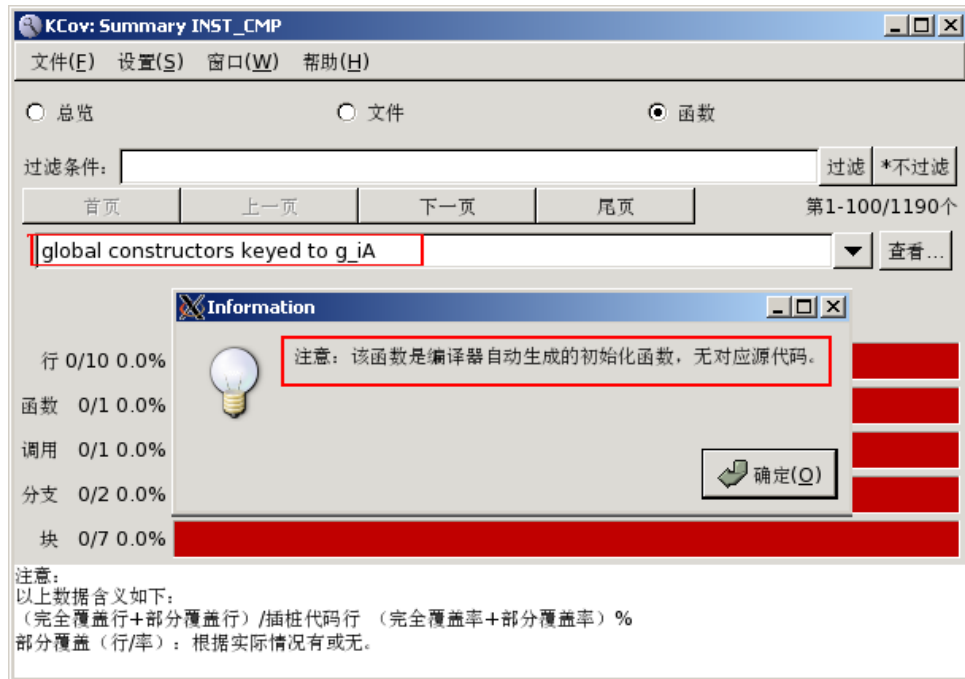 KCov: Summary INST_CMP
文件(F) 设置(S) 窗口(W) 帮助(H)
总览 文件 函数
过滤条件: 过滤 *不过滤
首页 上一页 下一页 尾页 第1-100/1190个
global constructors keyed to g_iA 查看...
Information
注意：该函数是编译器自动生成的初始化函数，无对应源代码。
确定(O)
行 0/10 0.0%
函数 0/1 0.0%
调用 0/1 0.0%
分支 0/2 0.0%
块 0/7 0.0%
注意：
以上数据含义如下：
（完全覆盖行+部分覆盖行）/插桩代码行 （完全覆盖率+部分覆盖率）%
部分覆盖（行/率）：根据实际情况有或无。